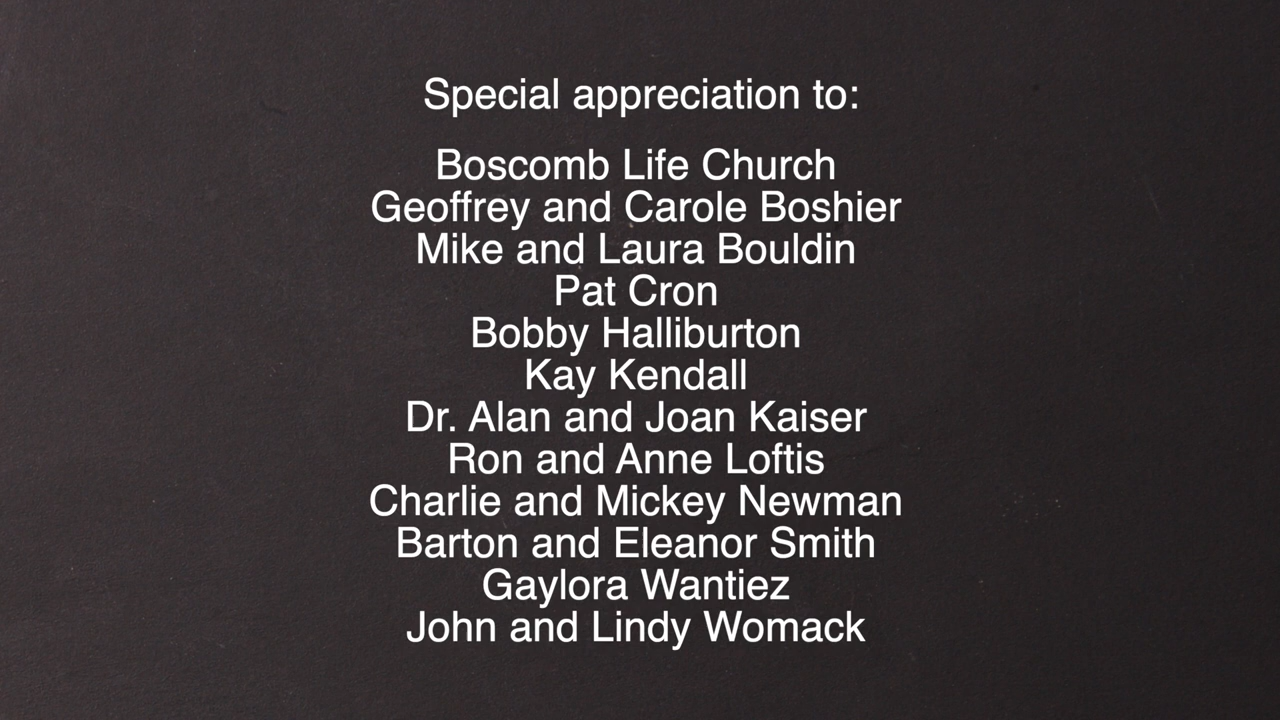 Special appreciation to:
Boscomb Life Church
Geoffrey and Carole Boshier
Mike and Laura Bouldin
Pat Cron
Bobby Halliburton
Kay Kendall
Dr. Alan and Joan Kaiser
Ron and Anne Loftis
Charlie and Mickey Newman
Barton and Eleanor Smith
Gaylora Wantiez
John and Lindy Womack